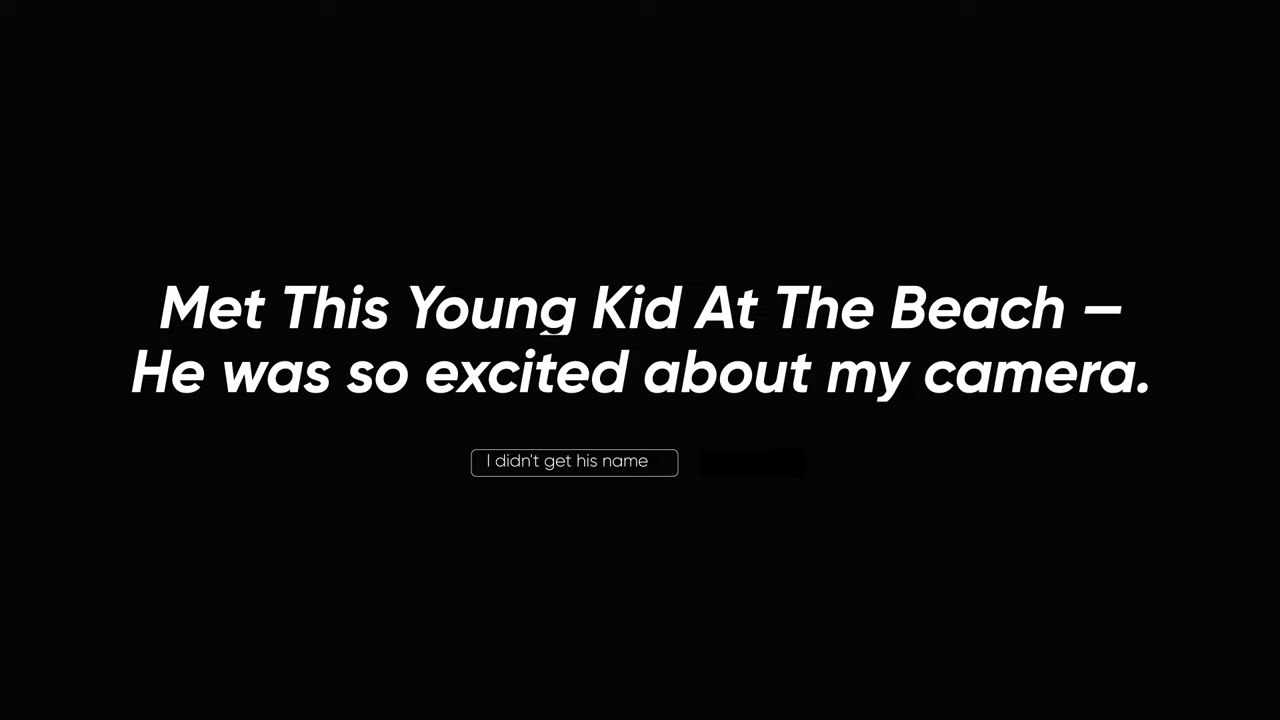 Met This Young Kid At The Beach —
He was so excited about my camera.
I didn't get his name